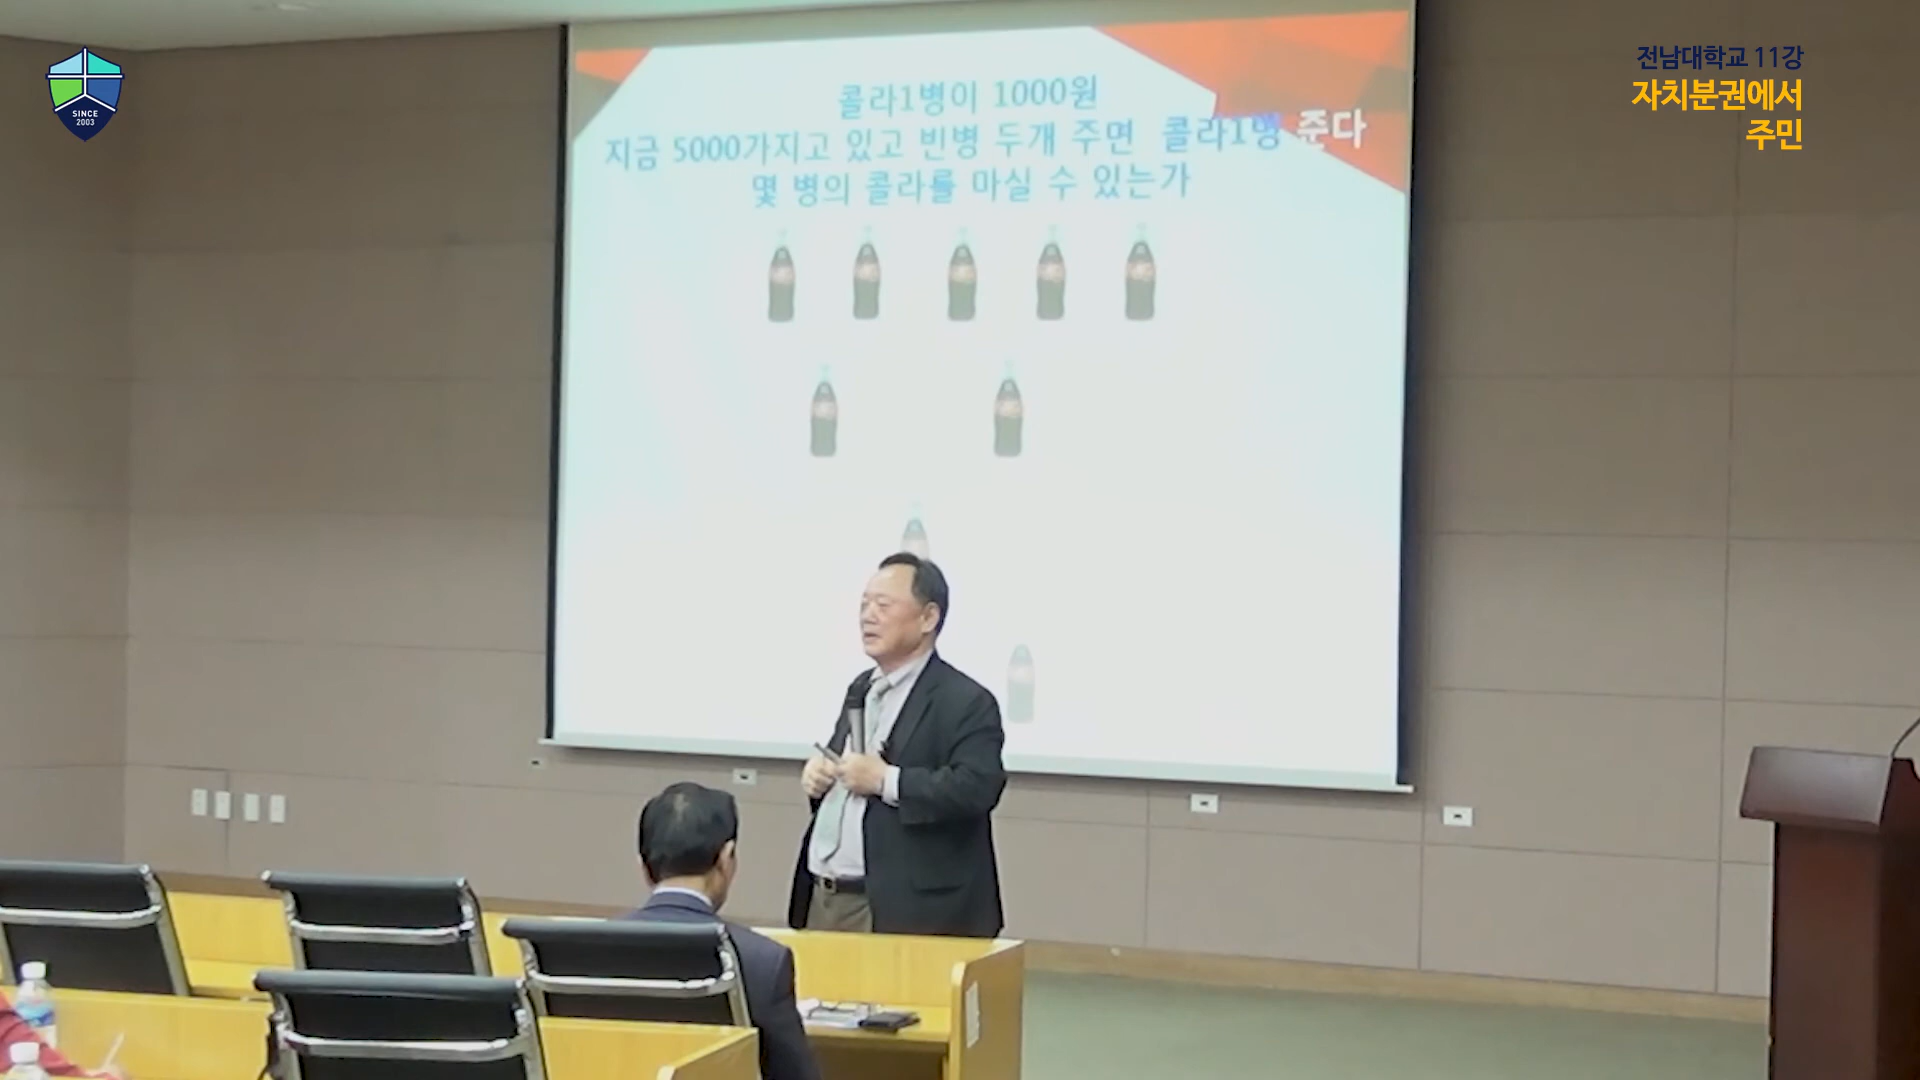 SINCE
2003
전남대학교 11강
자치분권에서
주민
콜라1병이 1000원
지금 5000가지고 있고 빈병 두개 주면 콜라1병 준다
몇 병의 콜라를 마실 수 있는가